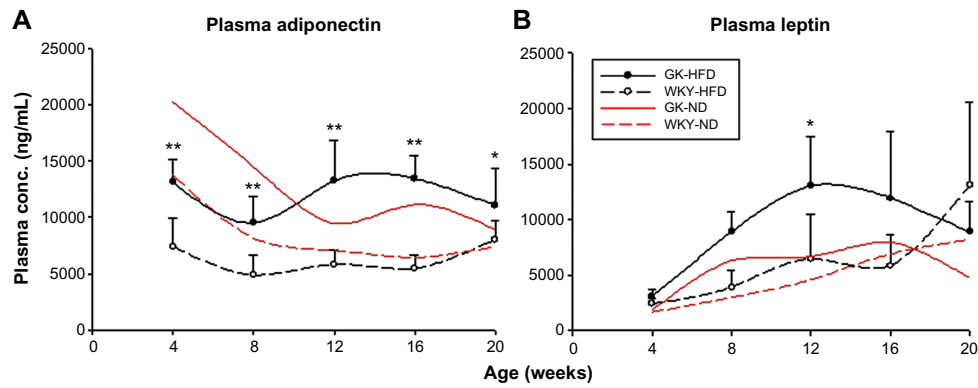 A
Plasma adiponectin
Plasma conc. (ng/mL)
25000
20000
15000
10000
5000
0
** ** ** ** *
0 4 8 12 16 20
B
Plasma leptin
25000
20000
15000
10000
5000
0
GK-HFD
WKY-HFD
GK-ND
WKY-ND
*
0 4 8 12 16 20
Age (weeks)